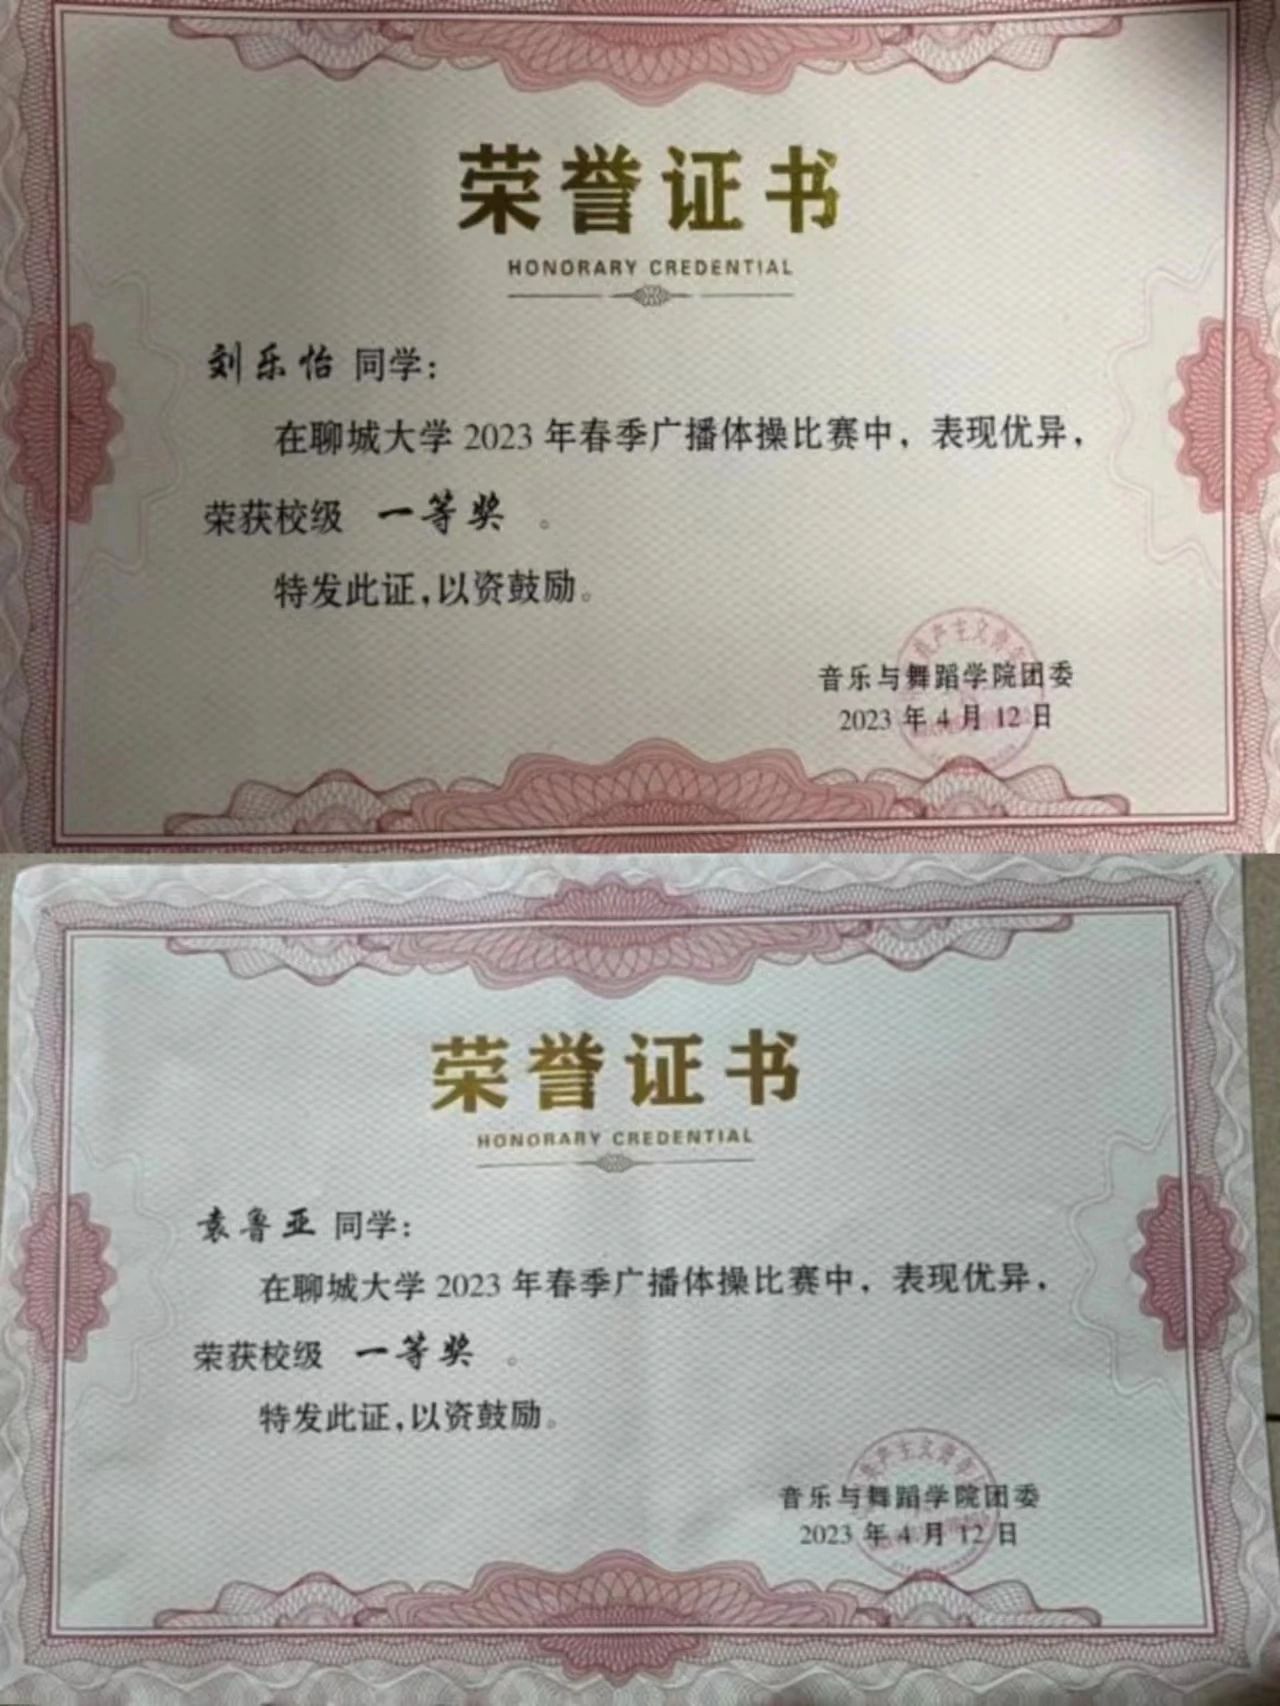 荣誉证书
HONORARY CREDENTIAL
刘乐怡 同学：
在聊城大学 2023 年春季广播体操比赛中，表现优异，
荣获校级 一等奖 。
特发此证，以资鼓励。
音乐与舞蹈学院团委
2023 年 4 月 12 日
荣誉证书
HONORARY CREDENTIAL
袁鲁亚 同学：
在聊城大学 2023 年春季广播体操比赛中，表现优异，
荣获校级 一等奖 。
特发此证，以资鼓励。
音乐与舞蹈学院团委
2023 年 4 月 12 日